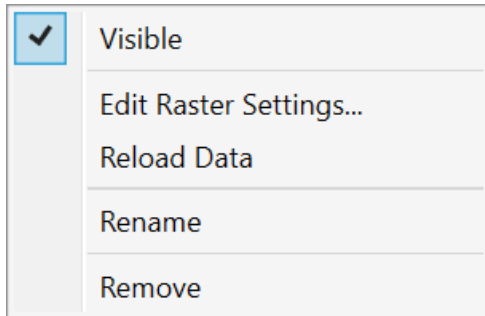 Visible
Edit Raster Settings...
Reload Data
Rename
Remove